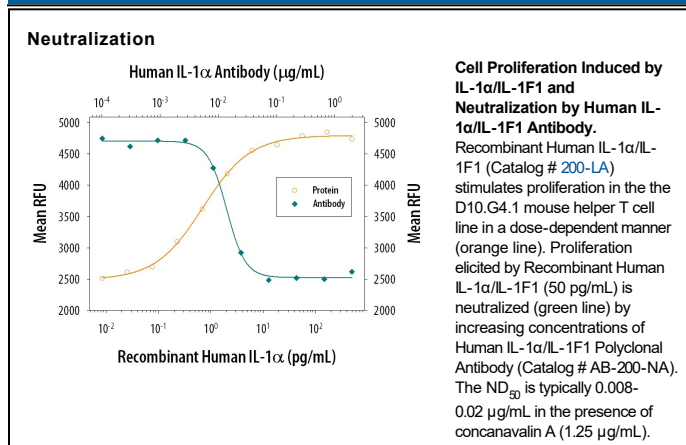 Neutralization
Human IL-1α Antibody (µg/mL)
10-4 10-3 10-2 10-1 100
5000 5000
4500 4500
4000 4000
3500 3500
3000 3000
2500 2500
2000 2000
Mean RFU
Mean RFU
Protein
Antibody
10-2 10-1 100 101 102
Recombinant Human IL-1α (pg/mL)
Cell Proliferation Induced by
IL-1α/IL-1F1 and
Neutralization by Human IL-
1α/IL-1F1 Antibody.
Recombinant Human IL-1α/IL-
1F1 (Catalog # 200-LA)
stimulates proliferation in the the
D10.G4.1 mouse helper T cell
line in a dose-dependent manner
(orange line). Proliferation
elicited by Recombinant Human
IL-1α/IL-1F1 (50 pg/mL) is
neutralized (green line) by
increasing concentrations of
Human IL-1α/IL-1F1 Polyclonal
Antibody (Catalog # AB-200-NA).
The ND50 is typically 0.008-
0.02 µg/mL in the presence of
concanavalin A (1.25 µg/mL).